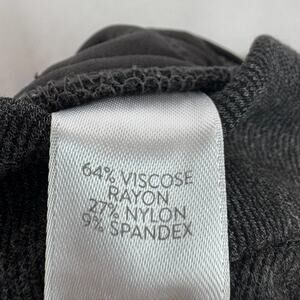 64% VISCOSE
RAYON
27% NYLON
9% SPANDEX